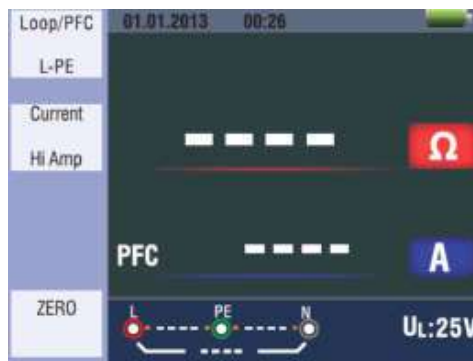 Loop/PFC
L-PE
Current
Hi Amp
ZERO
01.01.2013 00:26
---- Ω
PFC ---- A
L PE N
----
UL:25V